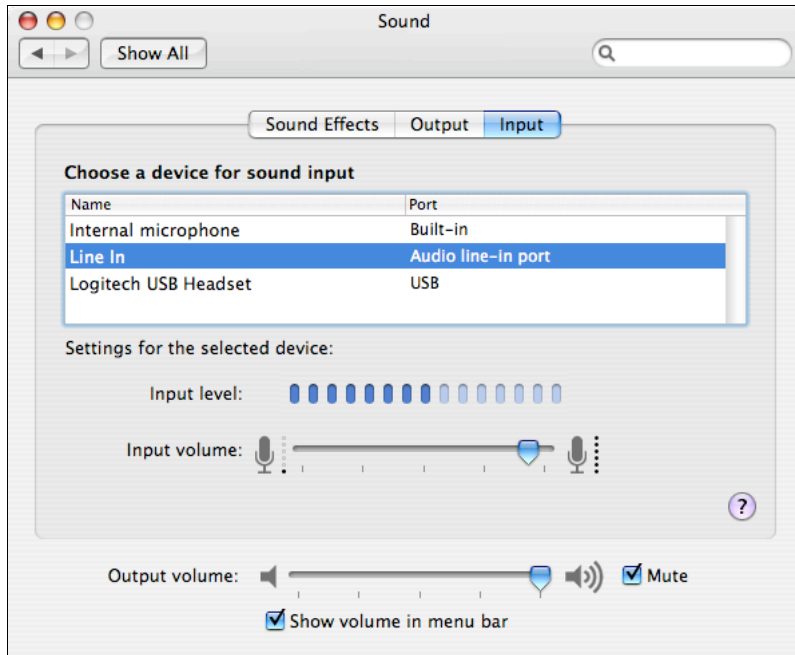 Sound
Show All
Sound Effects Output Input
Choose a device for sound input
Name Port
Internal microphone Built-in
Line In Audio line-in port
Logitech USB Headset USB
Settings for the selected device:
Input level:
Input volume:
?
Output volume: Mute
Show volume in menu bar